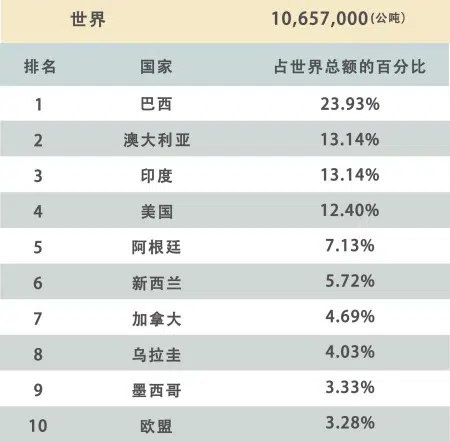 世界 10,657,000(公吨)
排名 国家 占世界总额的百分比
1 巴西 23.93%
2 澳大利亚 13.14%
3 印度 13.14%
4 美国 12.40%
5 阿根廷 7.13%
6 新西兰 5.72%
7 加拿大 4.69%
8 乌拉圭 4.03%
9 墨西哥 3.33%
10 欧盟 3.28%